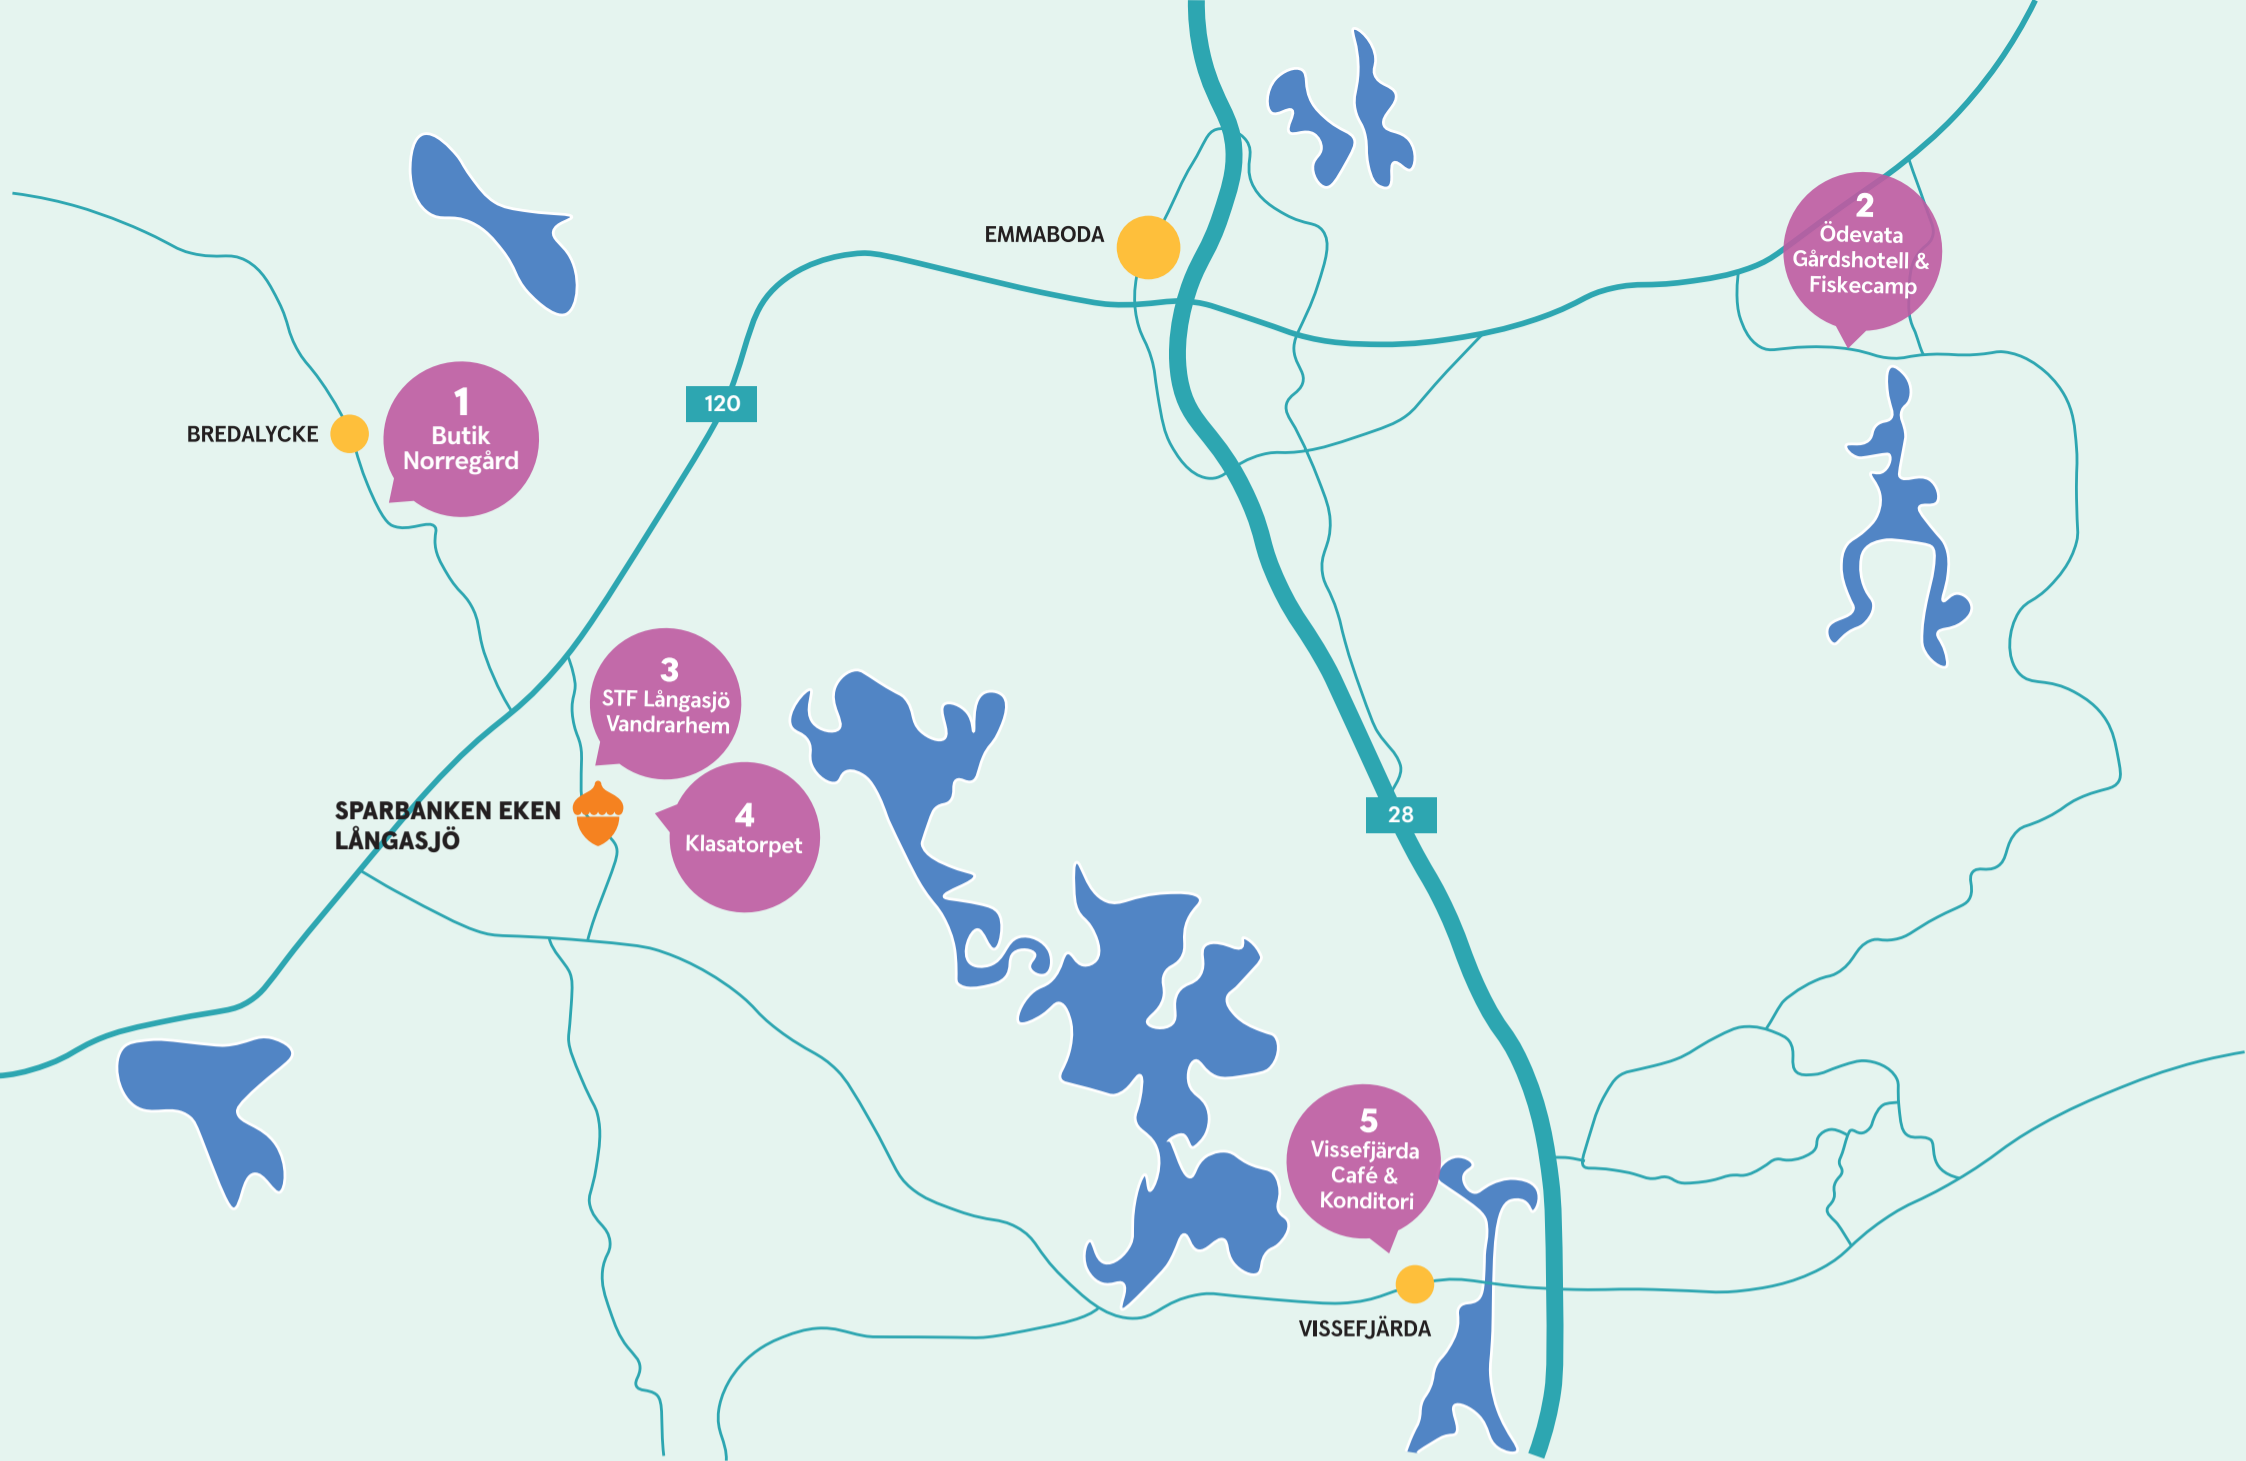 EMMABODA
2
Ödevata
Gårdshotell &
Fiskecamp
120
1
Butik
Norregård
BREDALYCKE
3
STF Långasjö
Vandrarhem
SPARBANKEN EKEN
LÅNGASJÖ
4
Klasatorpet
28
5
Vissefjärda
Café &
Konditori
VISSEFJÄRDA